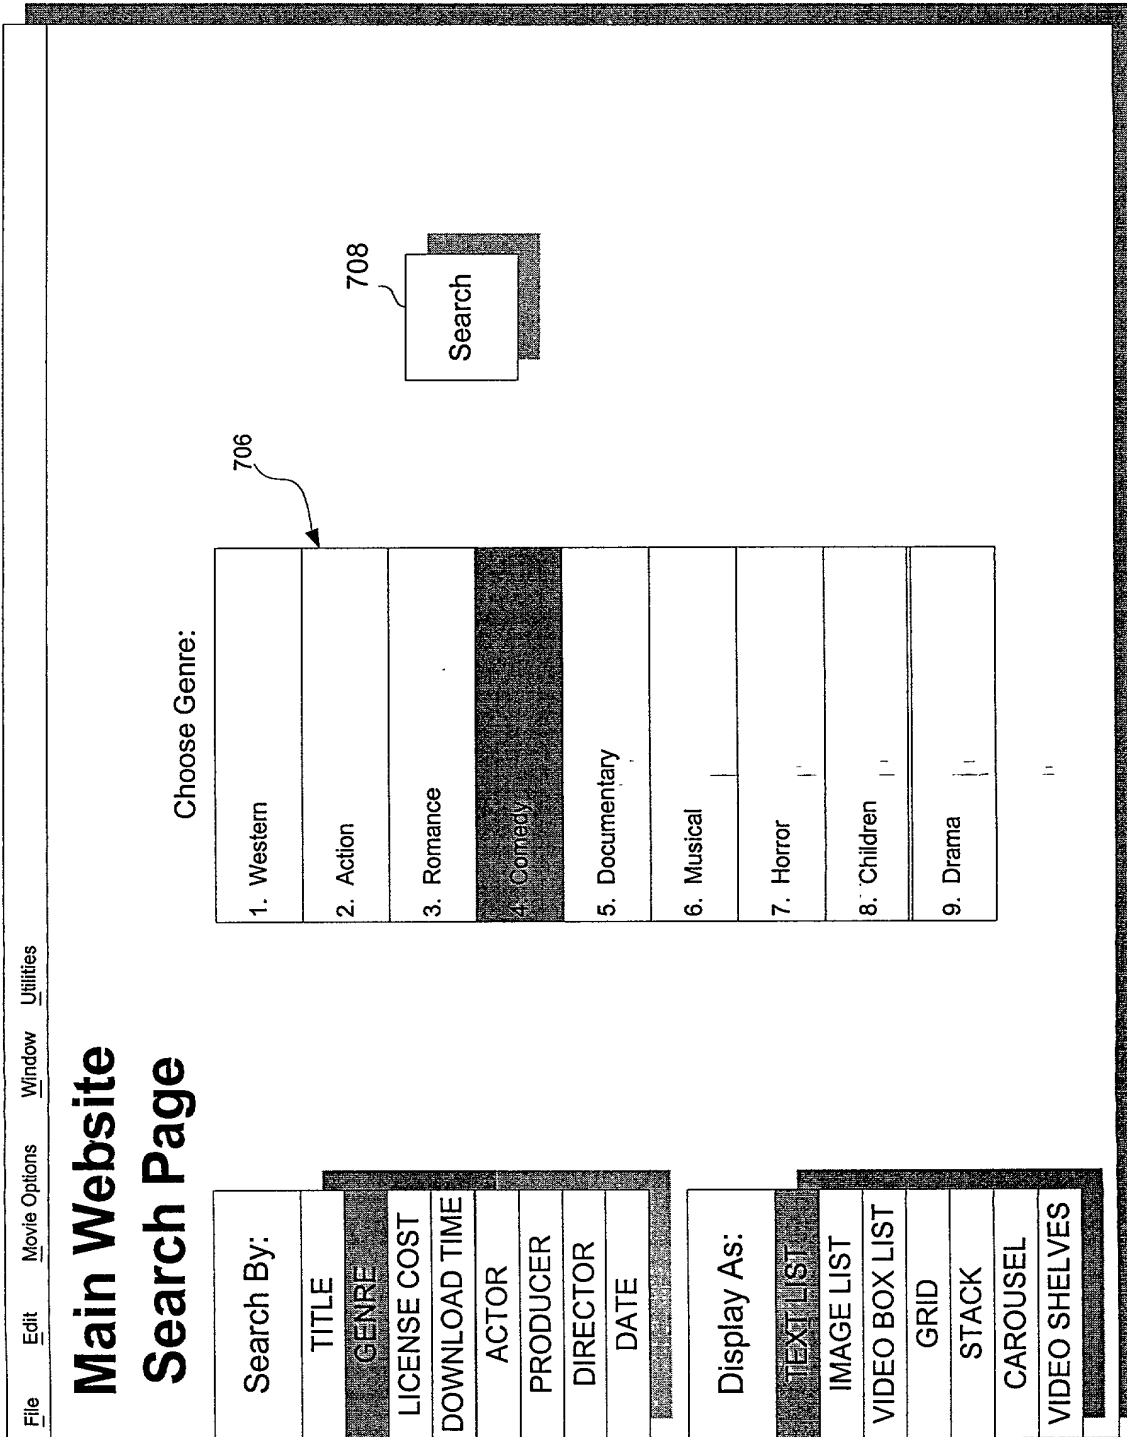 File Edit Movie Options Window Utilities
Main Website
Search Page
Search By:
TITLE
GENRE
LICENSE COST
DOWNLOAD TIME
ACTOR
PRODUCER
DIRECTOR
DATE
Display As:
TEXT LIST
IMAGE LIST
VIDEO BOX LIST
GRID
STACK
CAROUSEL
VIDEO SHELVES
Choose Genre:
706
1. Western
2. Action
3. Romance
4. Comedy
5. Documentary
6. Musical
7. Horror
8. Children
9. Drama
708
Search